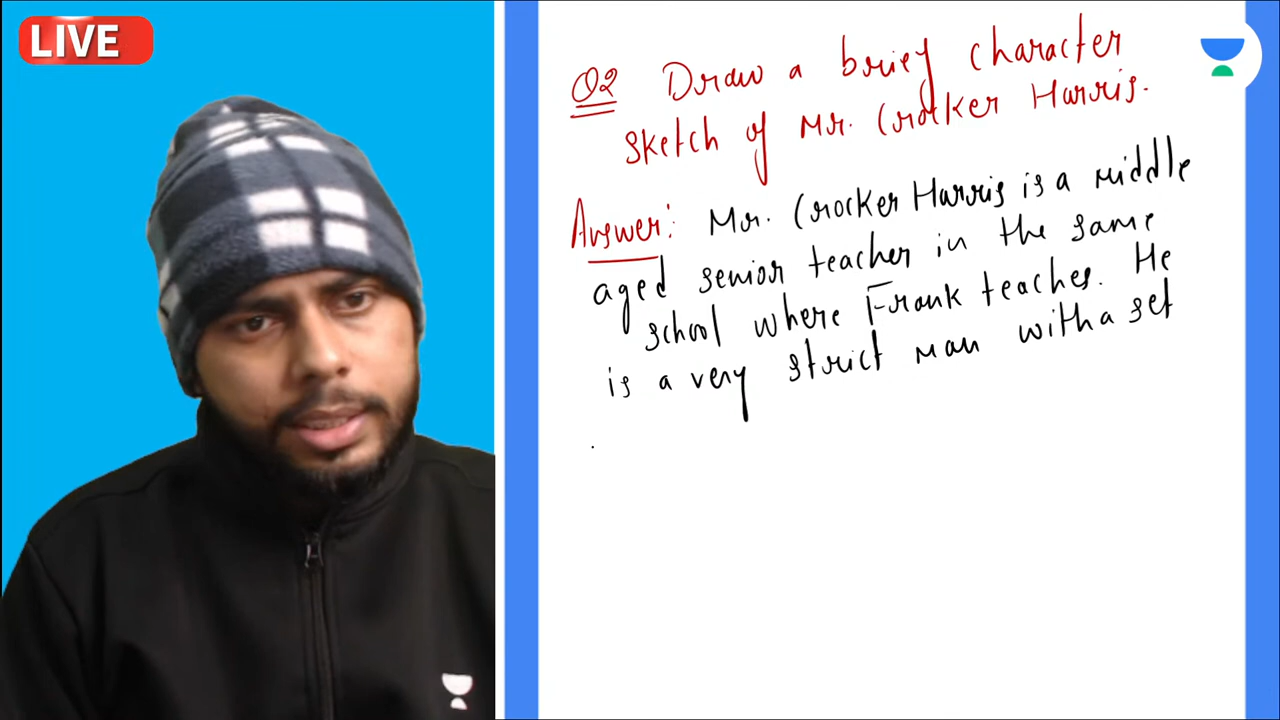 LIVE
Q2 Draw a brief character
sketch of Mr. Crocker Harris.
Answer: Mr. Crocker Harris is a middle
aged senior teacher in the same
school where Frank teaches. He
is a very strict man with a set